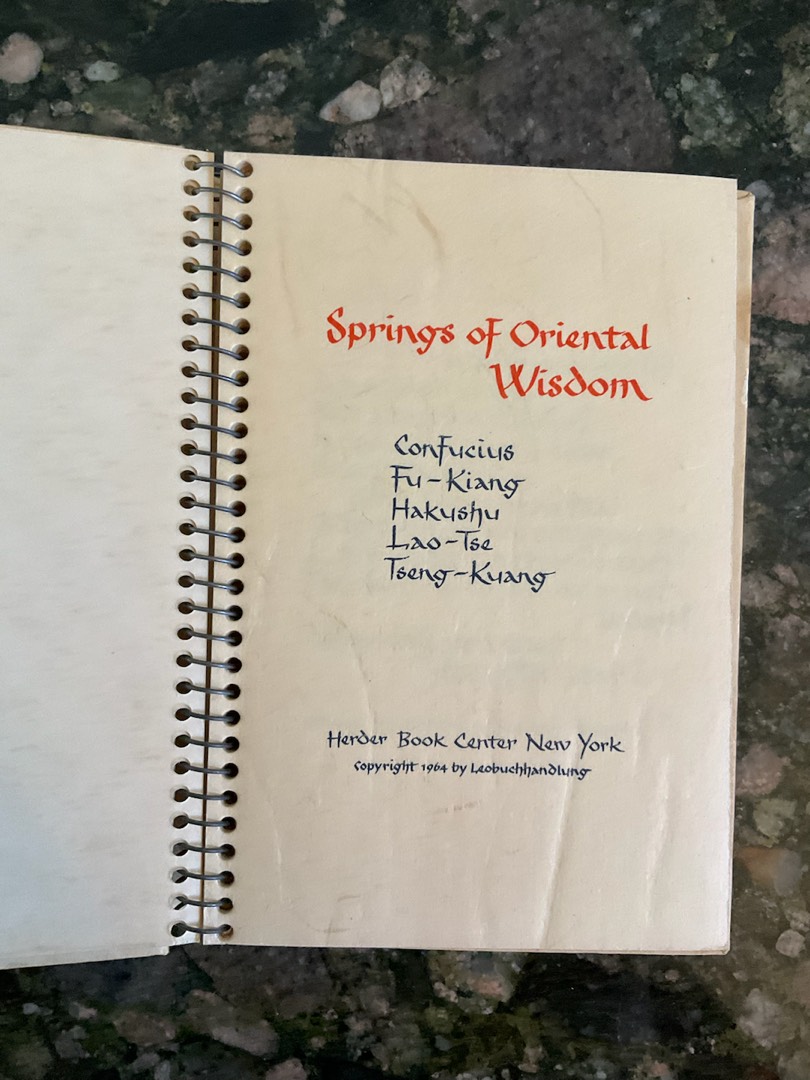 Springs of Oriental
Wisdom
Confucius
Fu-Kiang
Hakushu
Lao-Tse
Tseng-Kuang
Herder Book Center New York
Copyright 1964 by Leobuchhandlung